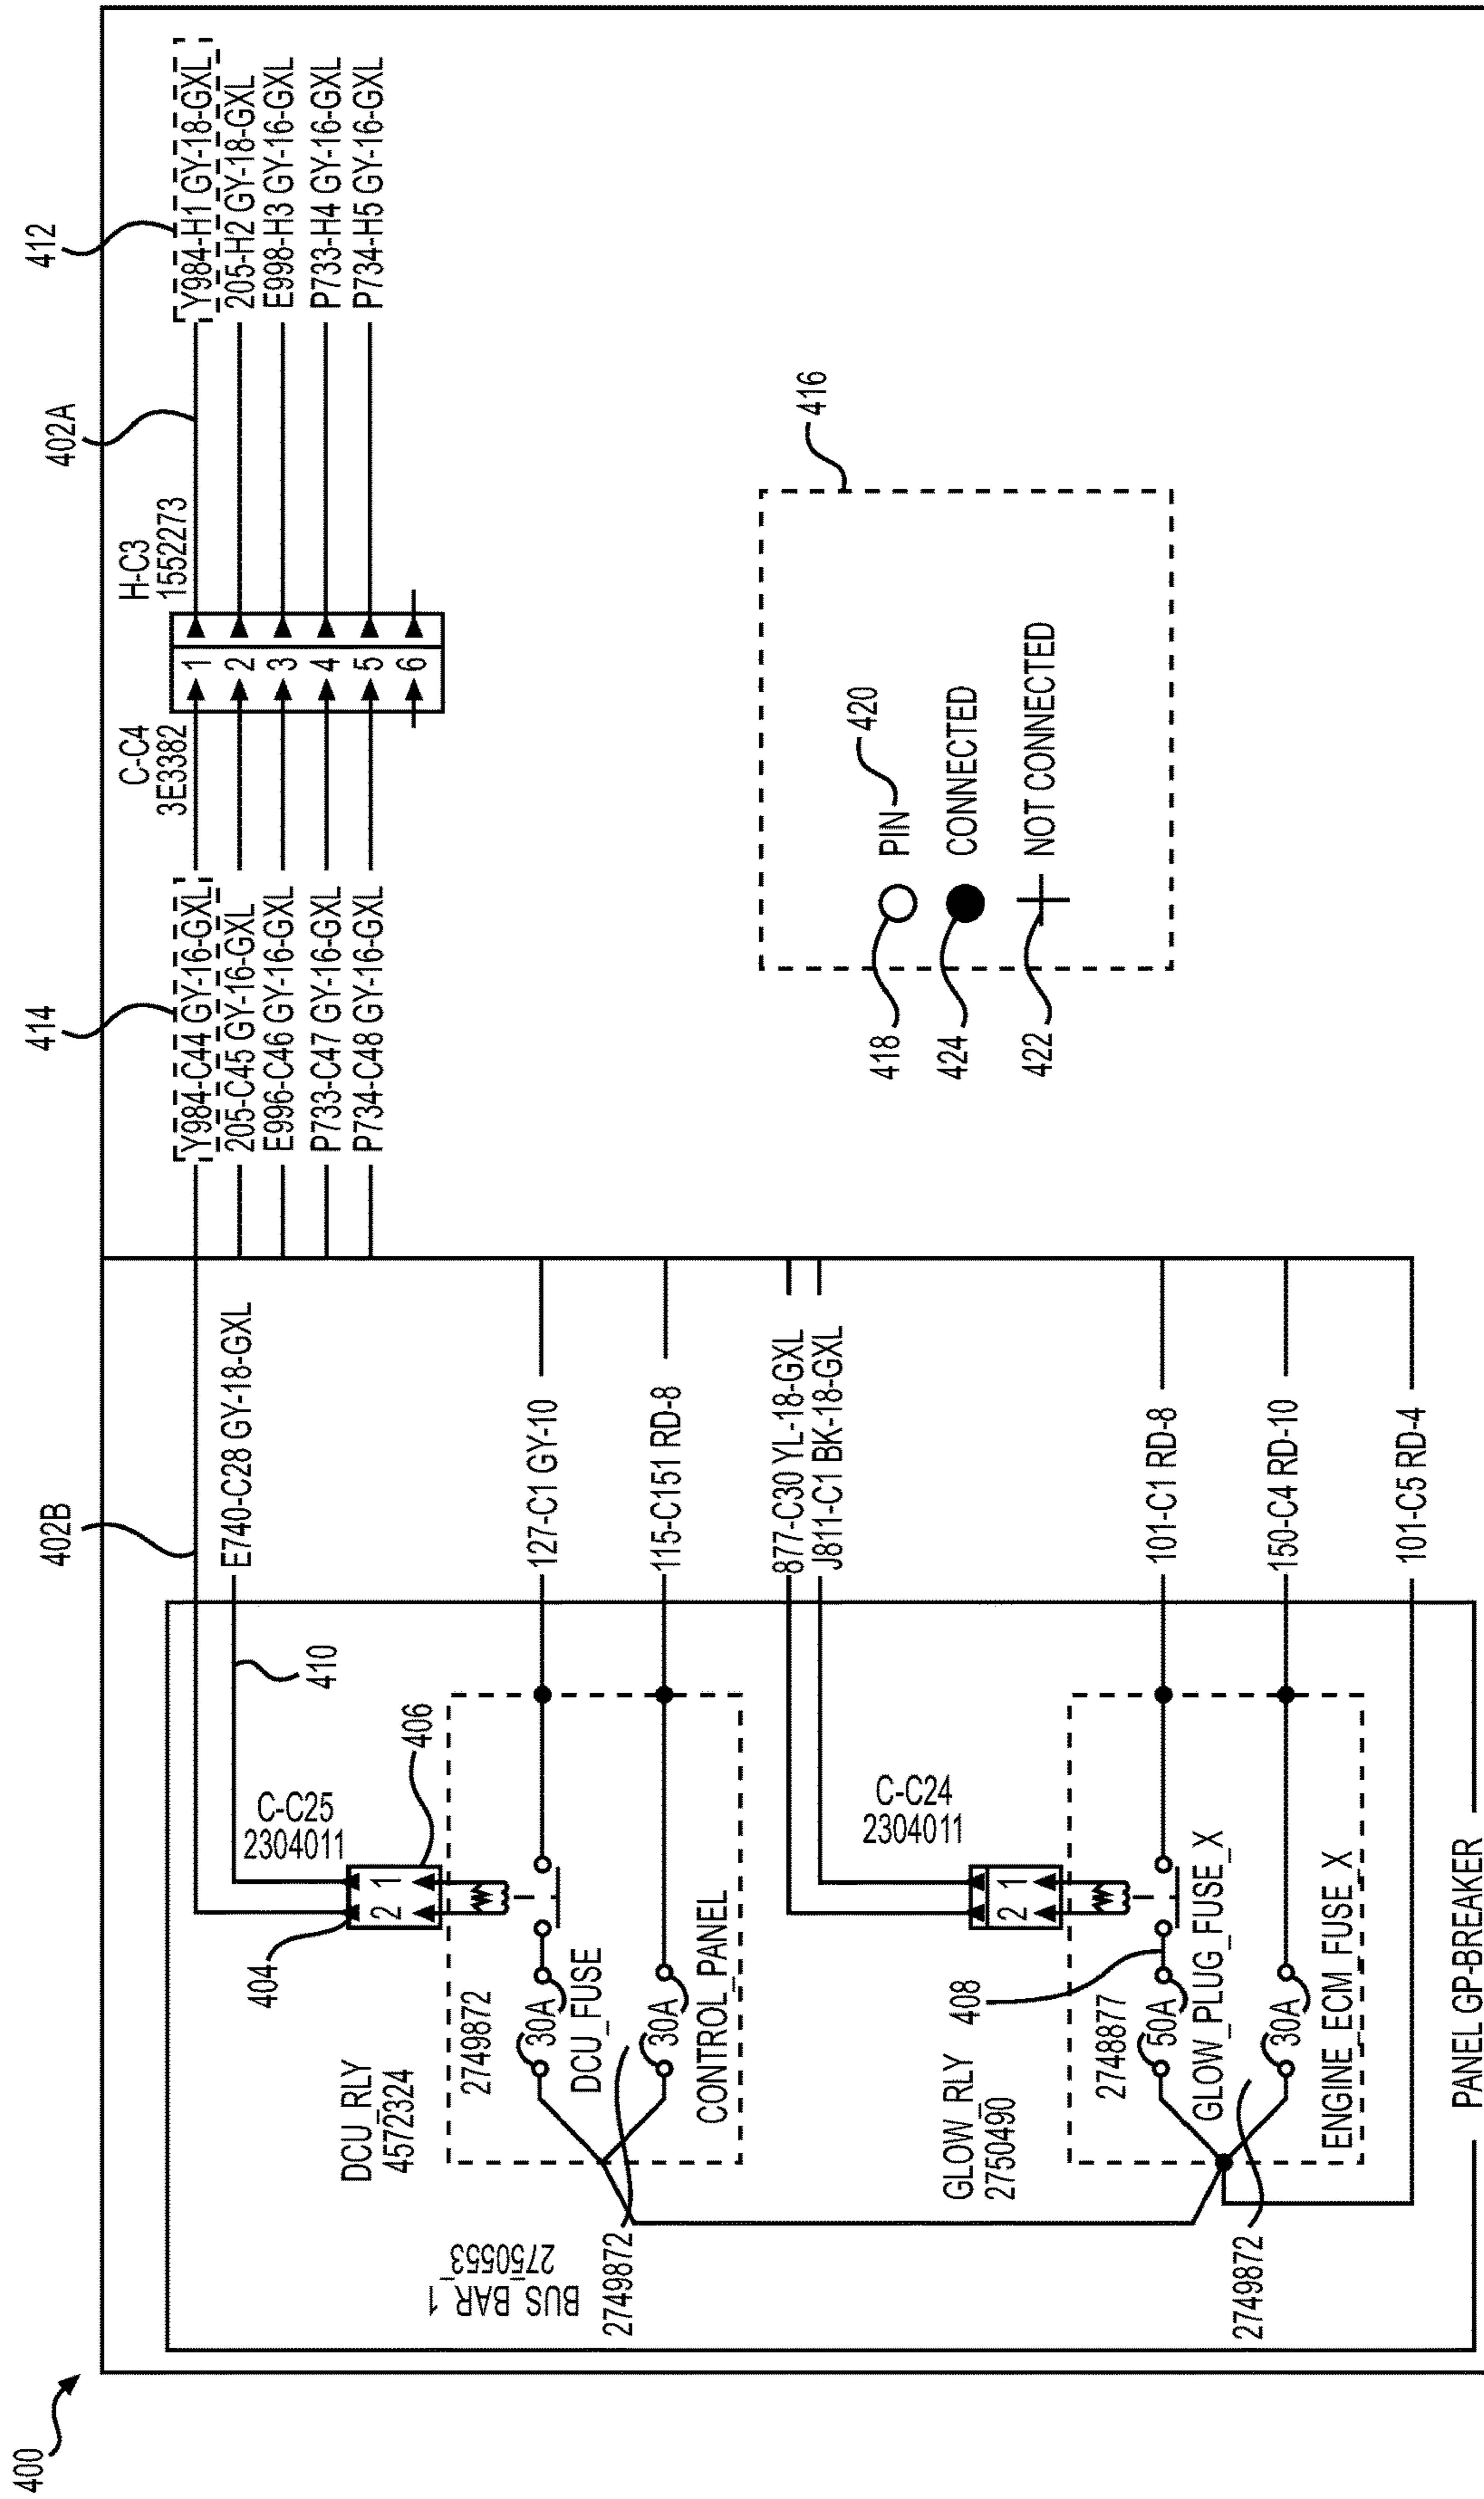 400
402B
414
402A
412
Y984-C44 GY-16-GXL
205-C45 GY-16-GXL
E996-C46 GY-16-GXL
P733-C47 GY-16-GXL
P734-C48 GY-16-GXL
C-C4
3E3382
H-C3
1552273
1
2
3
4
5
6
Y984-H1 GY-18-GXL
205-H2 GY-18-GXL
E998-H3 GY-16-GXL
P733-H4 GY-16-GXL
P734-H5 GY-16-GXL
E740-C28 GY-18-GXL
410
C-C25
2304011
404
2 1
406
DCU_RLY
4572324
2749872
30A
DCU_FUSE
30A
CONTROL_PANEL
BUS_BAR_1
2750553
2749872
127-C1 GY-10
115-C151 RD-8
877-C30 YL-18-GXL
J811-C1 BK-18-GXL
C-C24
2304011
2 1
408
GLOW_RLY
2750490
2748877
50A
GLOW_PLUG_FUSE_X
30A
ENGINE_ECM_FUSE_X
2749872
101-C1 RD-8
150-C4 RD-10
101-C5 RD-4
PANEL GP-BREAKER
416
418
PIN
420
424
CONNECTED
422
NOT CONNECTED